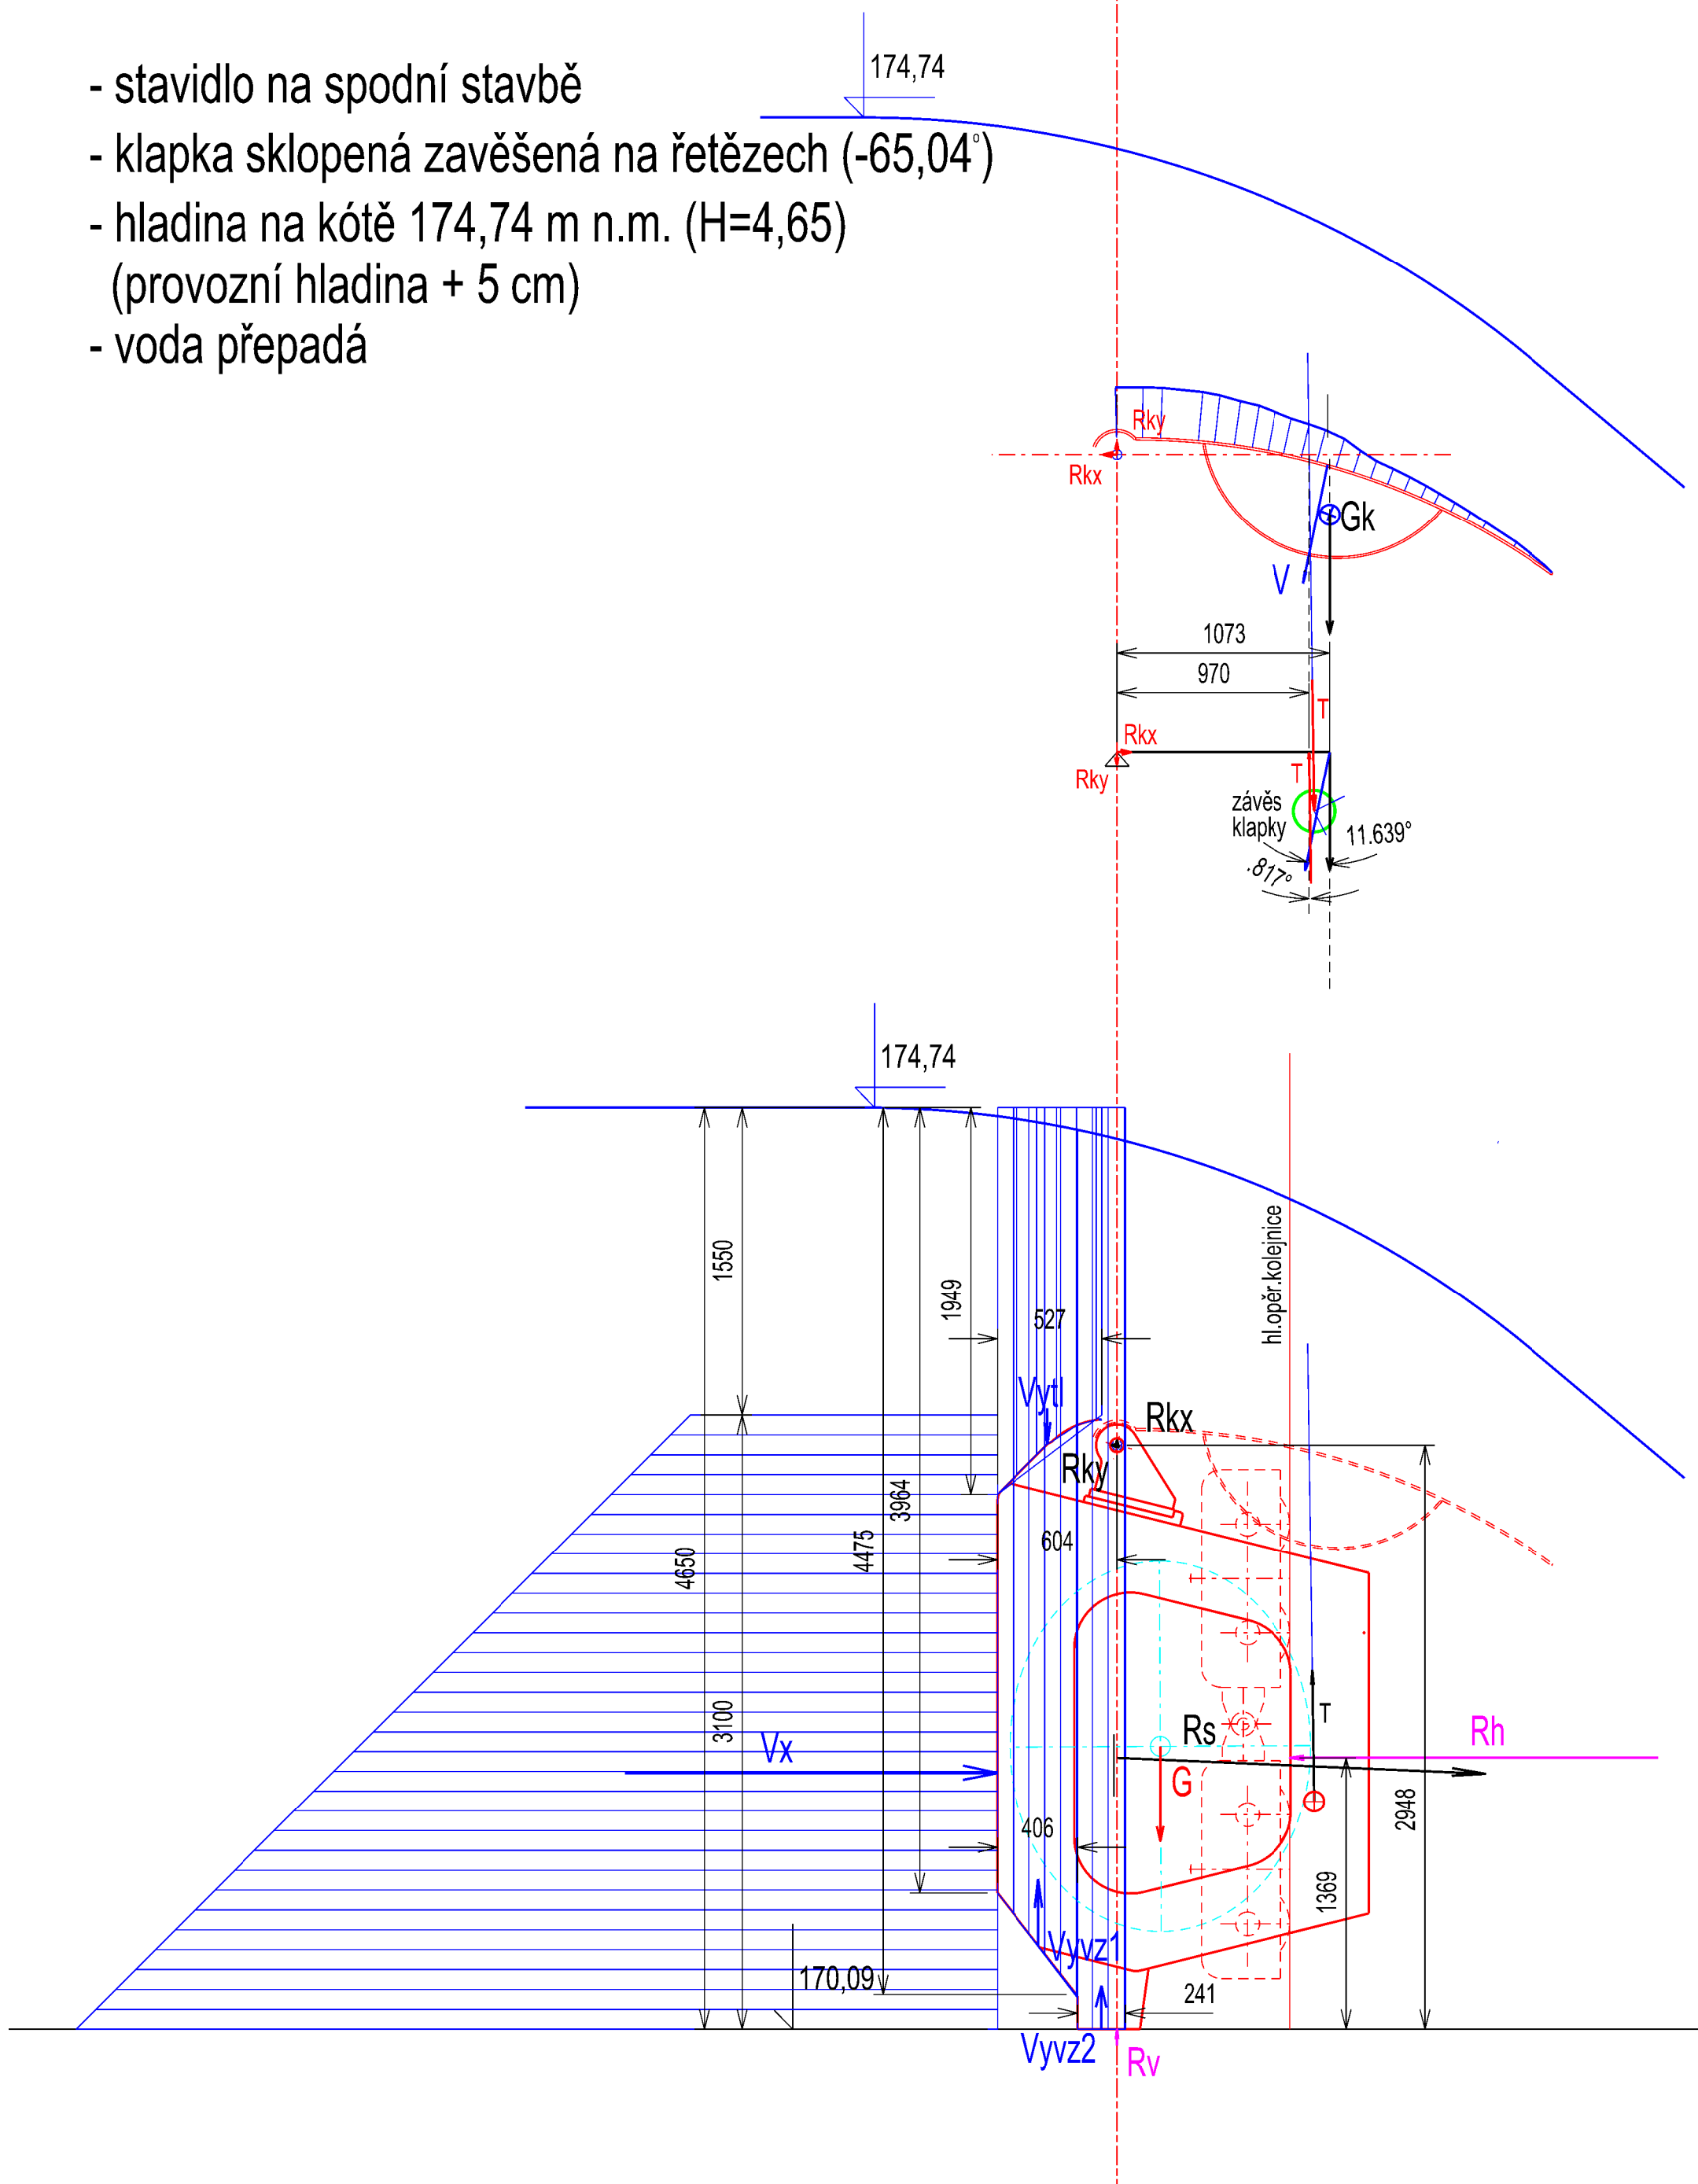 174,74
- stavidlo na spodní stavbě
- klapka sklopená zavěšená na řetězech (-65,04°)
- hladina na kótě 174,74 m n.m. (H=4,65)
(provozní hladina + 5 cm)
- voda přepadá
Rky
Rkx
Gk
V
1073
970
T
Rkx
Rky
T
závěs
klapky
11.639°
.817°
174,74
hl.opěr.kolejnice
1550
1949
527
Vytl
Rkx
Rky
3964
4475
604
4650
3100
T
Rs
Rh
Vx
G
2948
406
1369
Vyvz1
170,09
241
Vyvz2
Rv